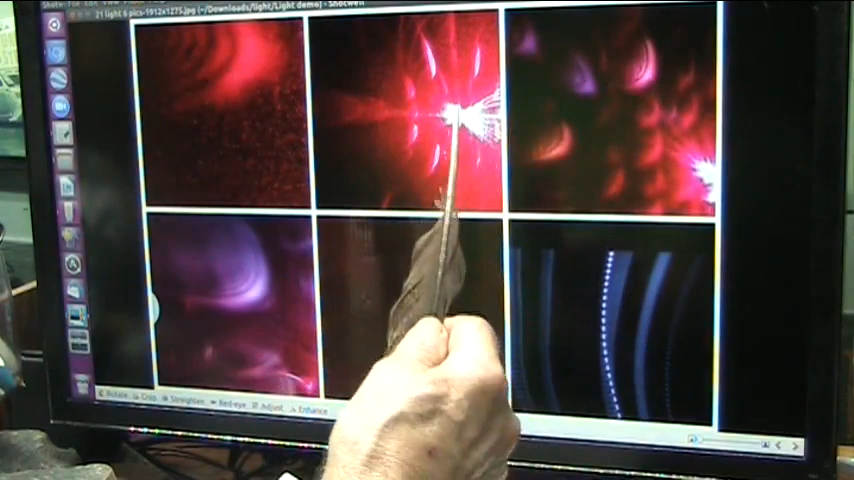 21 light 6 pics-1912x1275.jpg (~/Downloads/light/Light demo) - Shotwell
Rotate Crop Straighten Red-eye Adjust Enhance